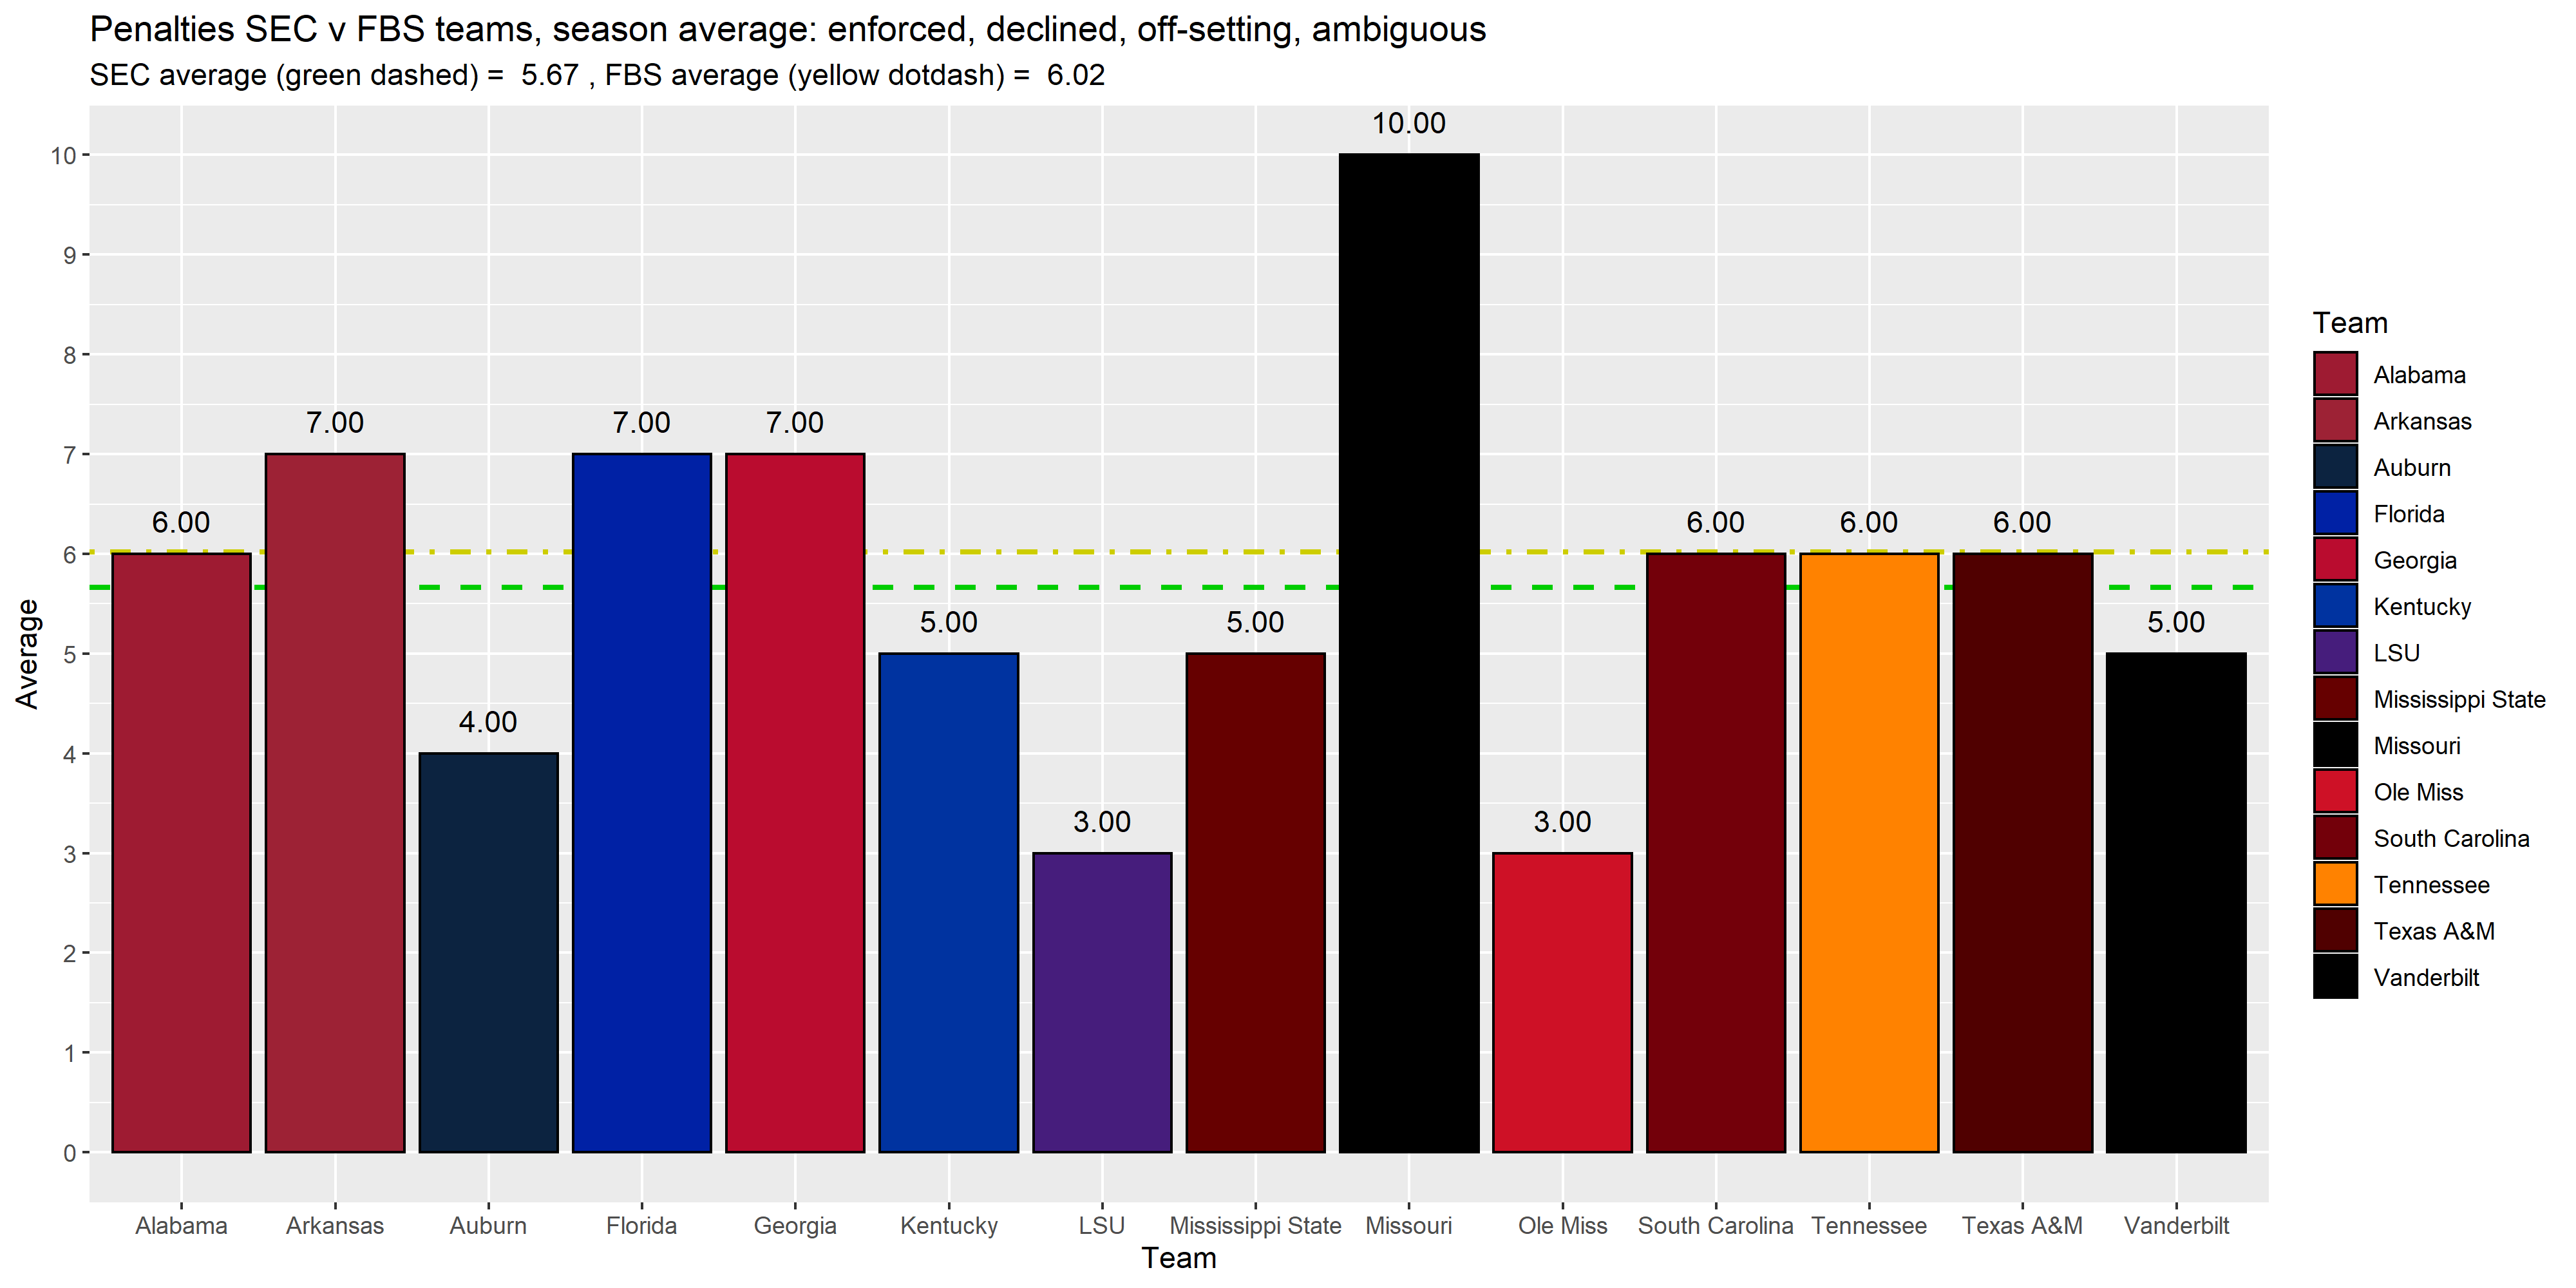 Penalties SEC v FBS teams, season average: enforced, declined, off-setting, ambiguous
SEC average (green dashed) =  5.67 , FBS average (yellow dotdash) =  6.02
Average
10
9
8
7
6
5
4
3
2
1
0
6.00
7.00
4.00
7.00
7.00
5.00
3.00
5.00
10.00
3.00
6.00
6.00
6.00
5.00
Alabama
Arkansas
Auburn
Florida
Georgia
Kentucky
LSU
Mississippi State
Missouri
Ole Miss
South Carolina
Tennessee
Texas A&M
Vanderbilt
Team
Team
Alabama
Arkansas
Auburn
Florida
Georgia
Kentucky
LSU
Mississippi State
Missouri
Ole Miss
South Carolina
Tennessee
Texas A&M
Vanderbilt